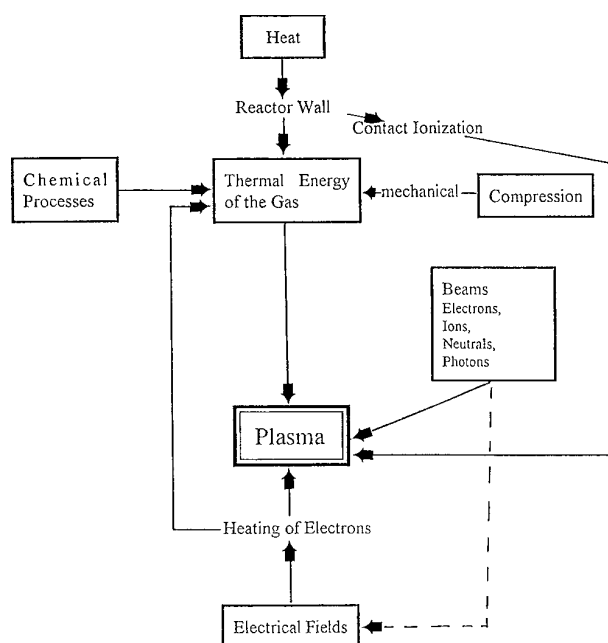 Heat
Reactor Wall
Contact Ionization
Chemical
Processes
Thermal Energy
of the Gas
mechanical
Compression
Beams
Electrons,
Ions,
Neutrals,
Photons
Plasma
Heating of Electrons
Electrical Fields